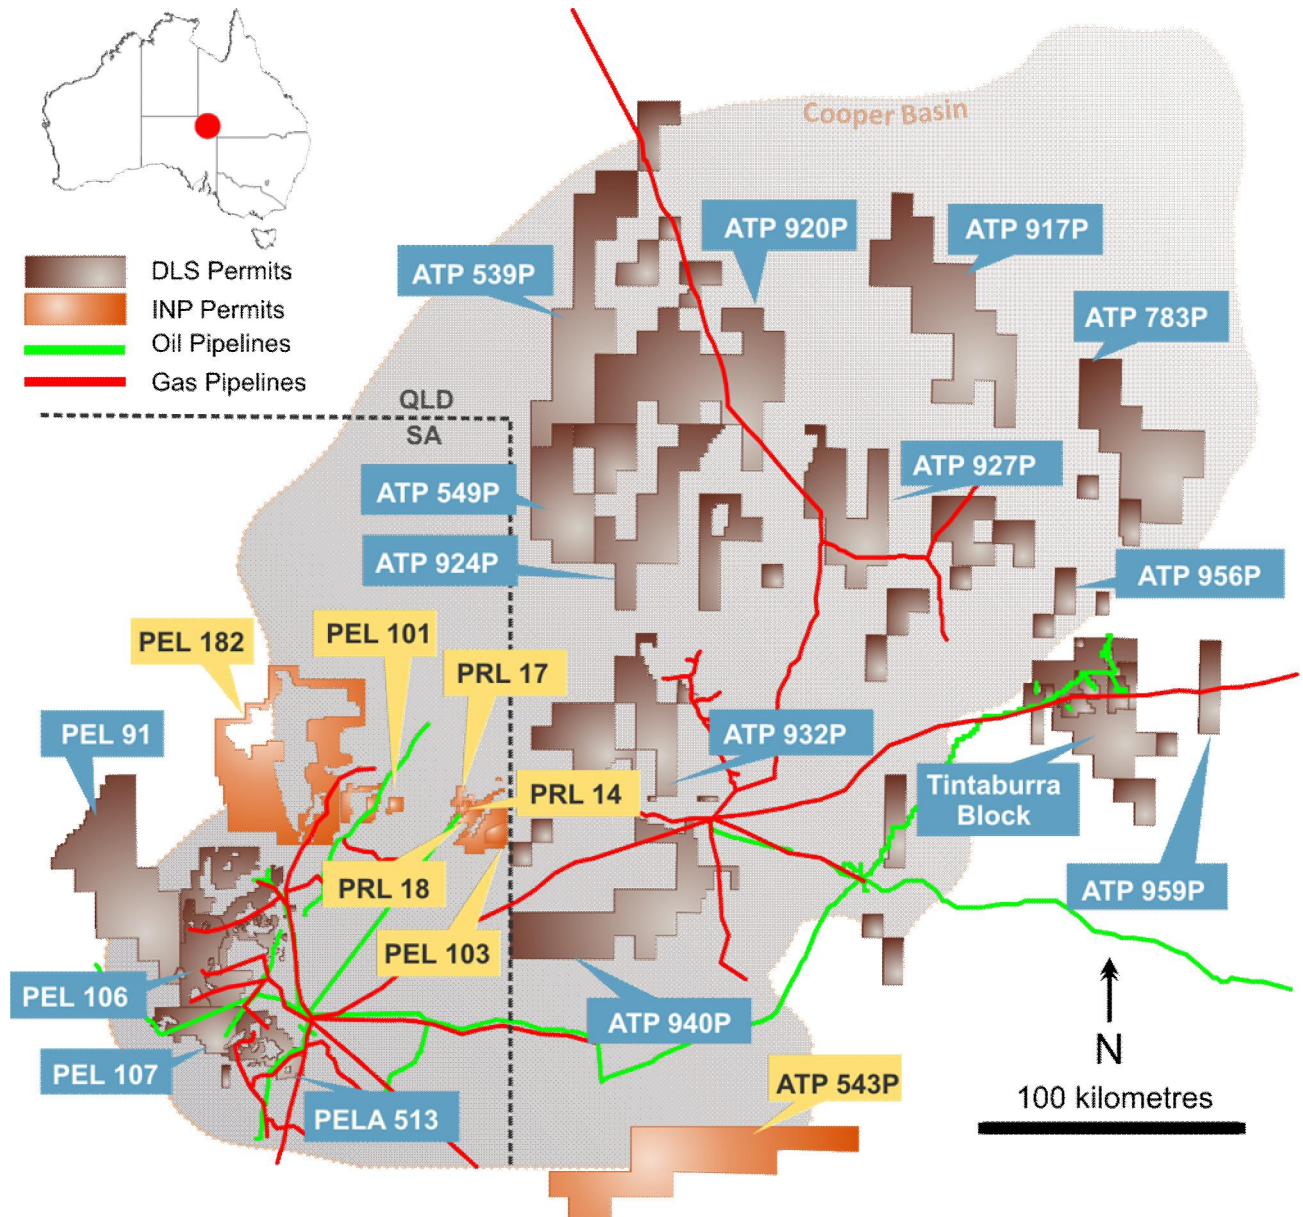 Cooper Basin
ATP 920P
ATP 917P
ATP 539P
DLS Permits
INP Permits
Oil Pipelines
Gas Pipelines
ATP 783P
QLD
SA
ATP 927P
ATP 549P
ATP 924P
ATP 956P
PEL 101
PEL 182
PRL 17
PEL 91
ATP 932P
PRL 14
Tintaburra
Block
PRL 18
ATP 959P
PEL 103
PEL 106
ATP 940P
N
PEL 107
ATP 543P
100 kilometres
PELA 513